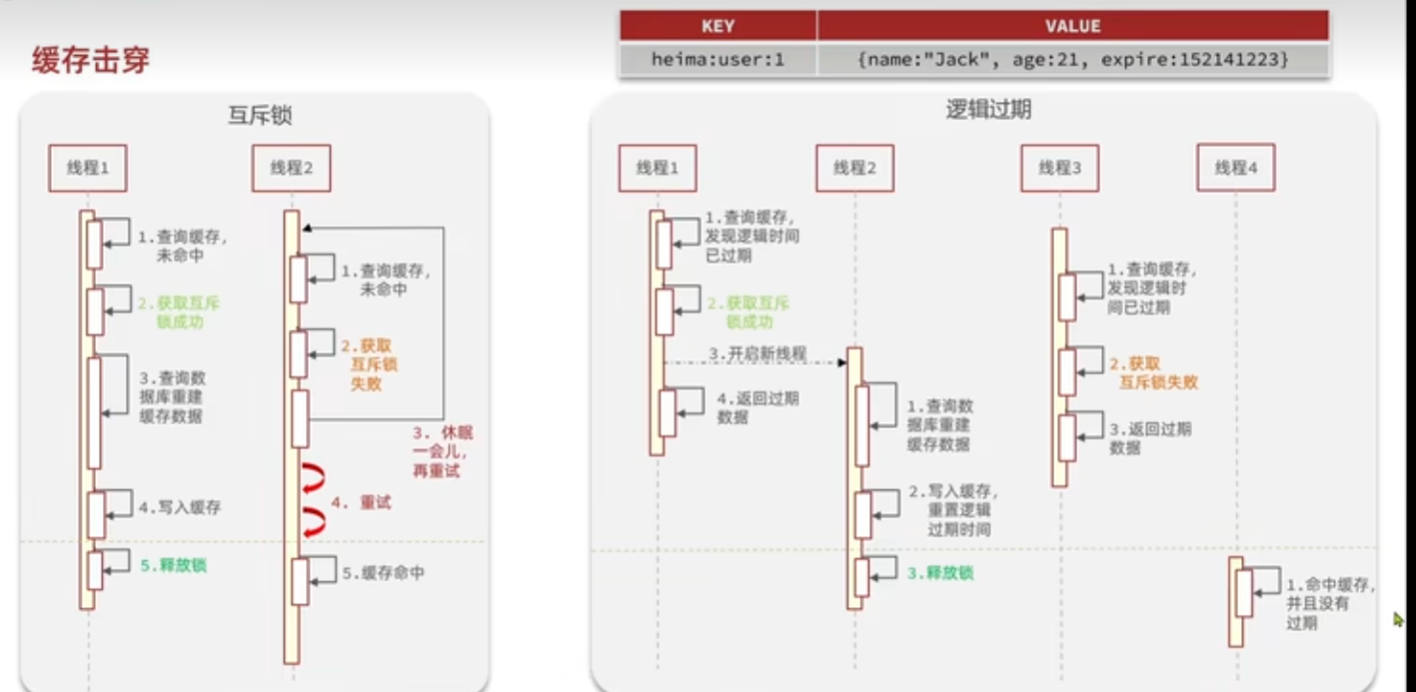 缓存击穿
KEY VALUE
heima:user:1 {name:"Jack", age:21, expire:152141223}
互斥锁
线程1
线程2
1.查询缓存，
未命中
2.获取互斥
锁成功
3.查询数
据库重建
缓存数据
4.写入缓存
5.释放锁
1.查询缓存，
未命中
2.获取
互斥锁
失败
3. 休眠
一会儿，
再重试
4. 重试
5.缓存命中
逻辑过期
线程1
线程2
线程3
线程4
1.查询缓存，
发现逻辑时间
已过期
2.获取互斥
锁成功
3.开启新线程
4.返回过期
数据
1.查询数
据库重建
缓存数据
2.写入缓存，
重置逻辑
过期时间
3.释放锁
1.查询缓存，
发现逻辑时
间已过期
2.获取
互斥锁失败
3.返回过期
数据
1.命中缓存，
并且没有
过期